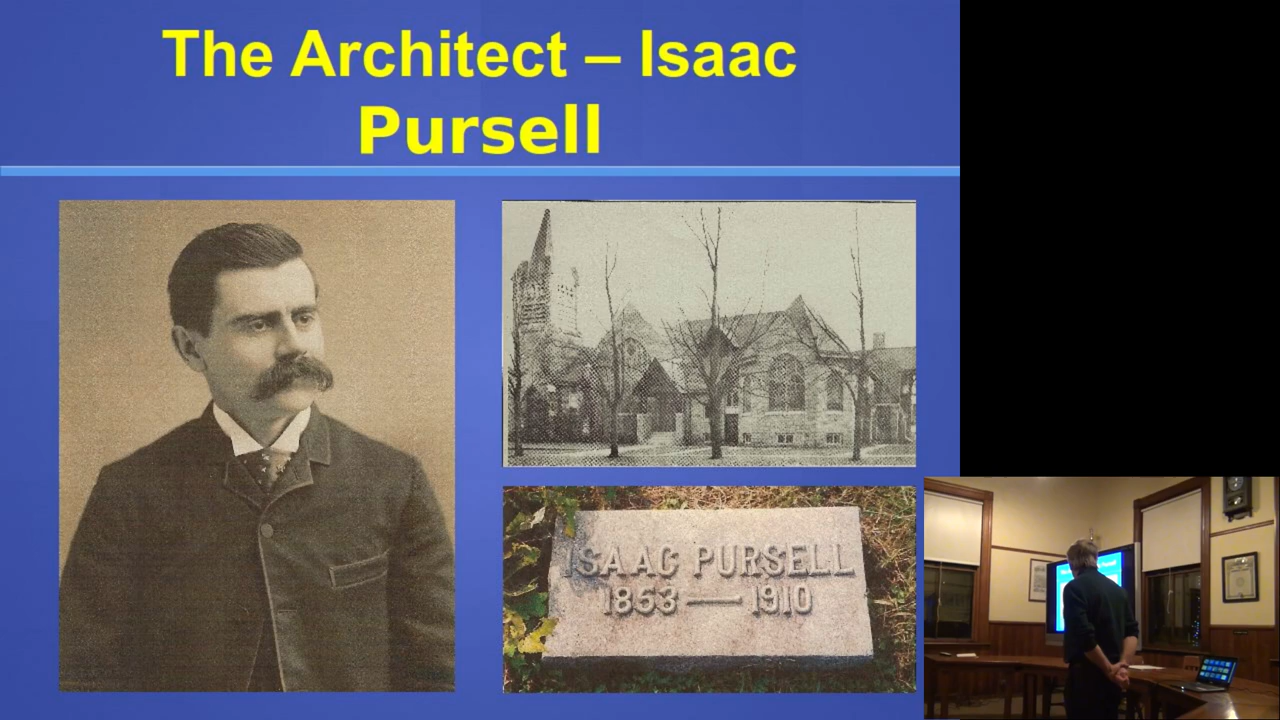 The Architect – Isaac
Pursell
ISAAC PURSELL
1853 — 1910